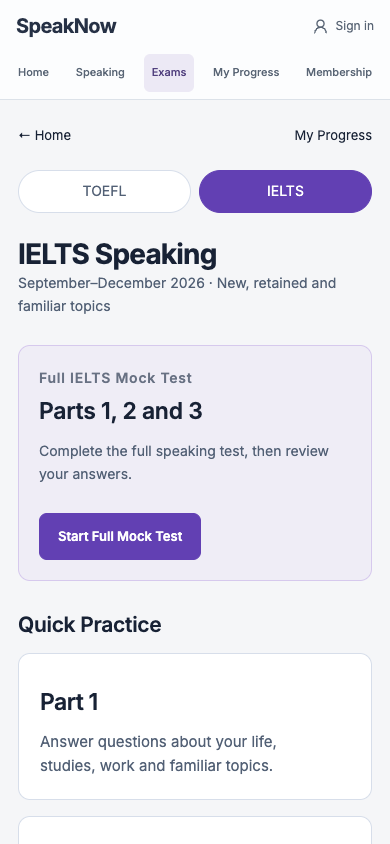 SpeakNow
Sign in
Home
Speaking
Exams
My Progress
Membership
← Home
My Progress
TOEFL
IELTS
IELTS Speaking
September–December 2026 · New, retained and
familiar topics
Full IELTS Mock Test
Parts 1, 2 and 3
Complete the full speaking test, then review
your answers.
Start Full Mock Test
Quick Practice
Part 1
Answer questions about your life,
studies, work and familiar topics.